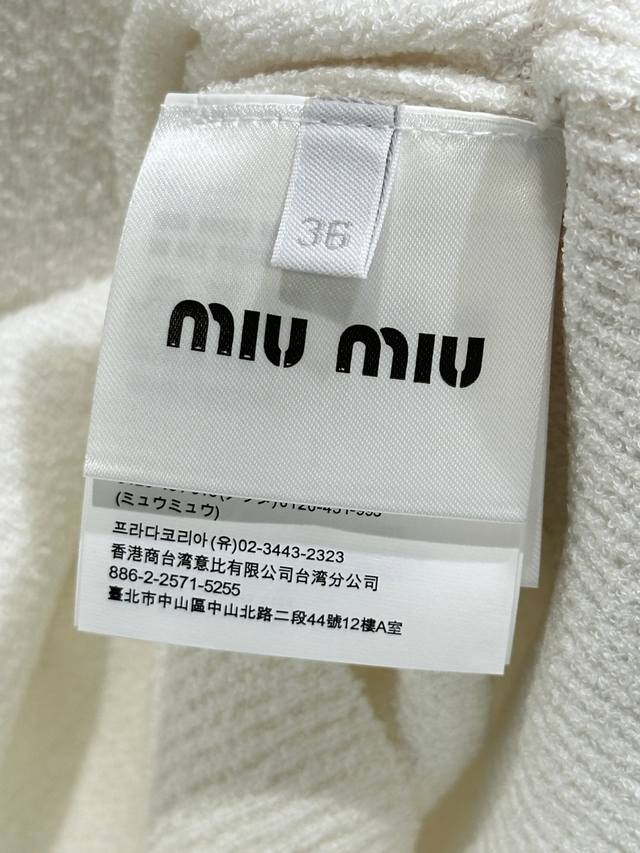 36
miu miu
(ミュウミュウ)
프라다코리아(유)02-3443-2323
香港商台湾意比有限公司台湾分公司
886-2-2571-5255
臺北市中山區中山北路二段44號12樓A室